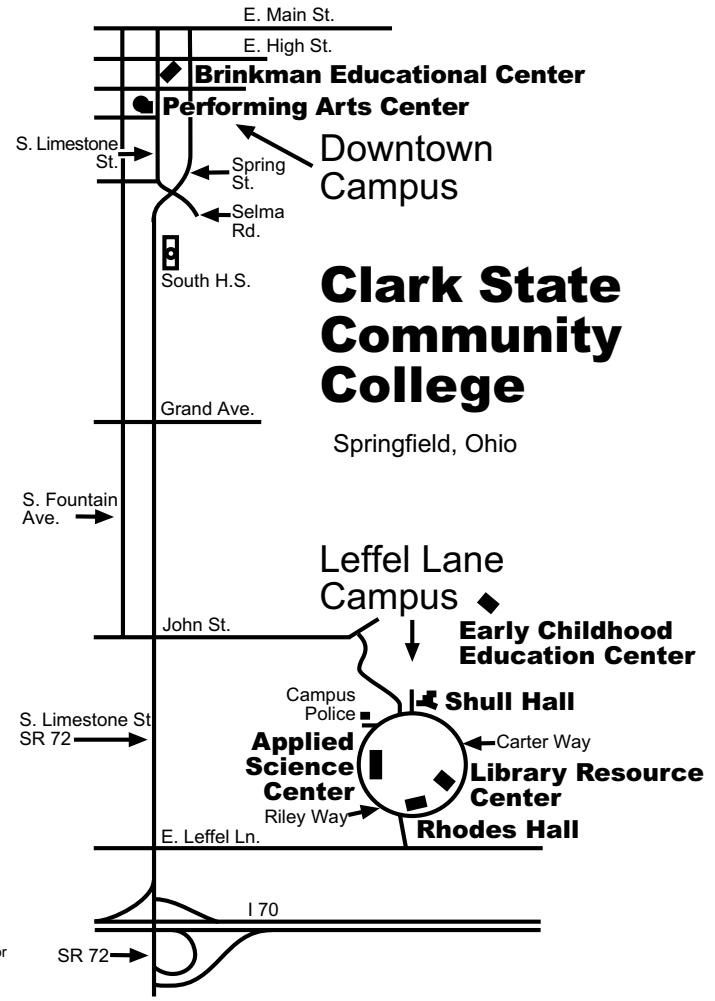 E. Main St.
E. High St.
Brinkman Educational Center
Performing Arts Center
S. Limestone
St.
Downtown
Campus
Spring
St.
Selma
Rd.
South H.S.
Clark State
Community
College
Springfield, Ohio
Grand Ave.
S. Fountain
Ave.
Leffel Lane
Campus
John St.
Early Childhood
Education Center
Campus
Police
Shull Hall
S. Limestone St
SR 72
Applied
Science
Center
Carter Way
Library Resource
Center
Riley Way
Rhodes Hall
E. Leffel Ln.
I 70
or
SR 72